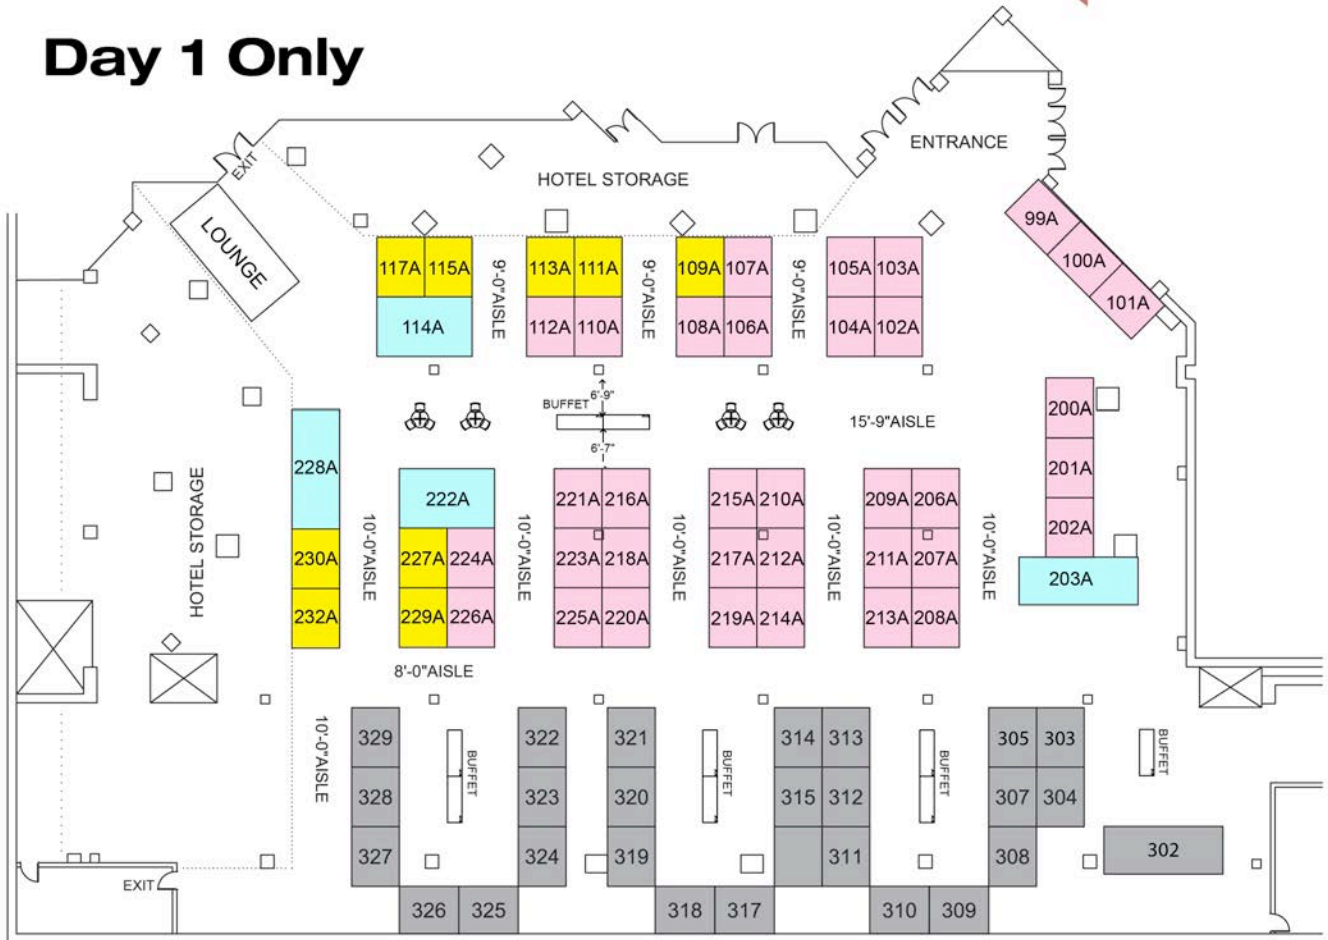 Day 1 Only
ENTRANCE
EXIT
HOTEL STORAGE
LOUNGE
99A
100A
101A
117A 115A
113A 111A
109A 107A
105A 103A
114A
112A 110A
108A 106A
104A 102A
9'-0"AISLE
9'-0"AISLE
9'-0"AISLE
6'-9"
BUFFET
6'-7"
15'-9"AISLE
200A
201A
202A
203A
228A
230A
232A
HOTEL STORAGE
10'-0"AISLE
222A
227A 224A
229A 226A
10'-0"AISLE
221A 216A
223A 218A
225A 220A
10'-0"AISLE
215A 210A
217A 212A
219A 214A
10'-0"AISLE
209A 206A
211A 207A
213A 208A
10'-0"AISLE
8'-0"AISLE
10'-0"AISLE
329
328
327
BUFFET
322
323
324
326 325
321
320
319
BUFFET
318 317
314 313
315 312
311
BUFFET
310 309
305 303
307 304
308
BUFFET
302
EXIT